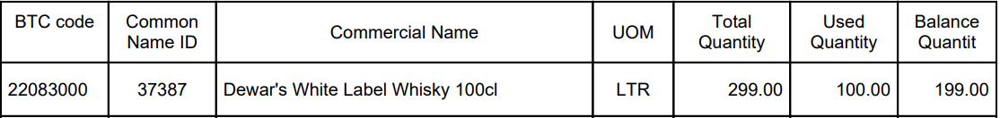 BTC code Common Name ID Commercial Name UOM Total Quantity Used Quantity Balance Quantit
22083000 37387 Dewar's White Label Whisky 100cl LTR 299.00 100.00 199.00